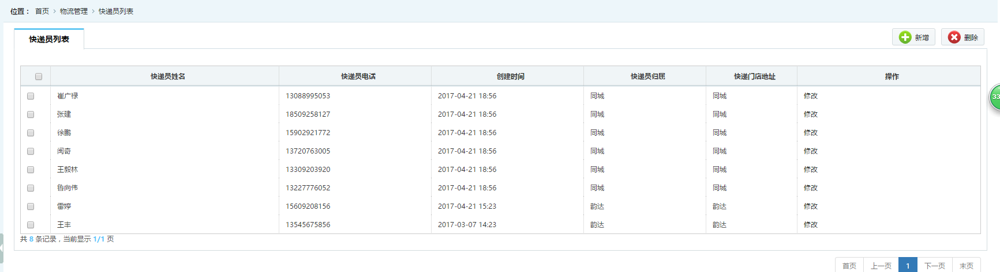 位置： 首页 > 物流管理 > 快递员列表
快递员列表 新增 删除
快递员姓名 快递员电话 创建时间 快递员归属 快递门店地址 操作
崔广禄 13088995053 2017-04-21 18:56 同城 同城 修改
张建 18509258127 2017-04-21 18:56 同城 同城 修改
徐鹏 15902921772 2017-04-21 18:56 同城 同城 修改
闽奇 13720763005 2017-04-21 18:56 同城 同城 修改
王毅林 13309203920 2017-04-21 18:56 同城 同城 修改
鲁向伟 13227776052 2017-04-21 18:56 同城 同城 修改
雷婷 15609208156 2017-04-21 15:23 韵达 韵达 修改
王丰 13545675856 2017-03-07 14:23 韵达 韵达 修改
共 8 条记录，当前显示 1/1 页
首页 上一页 1 下一页 末页